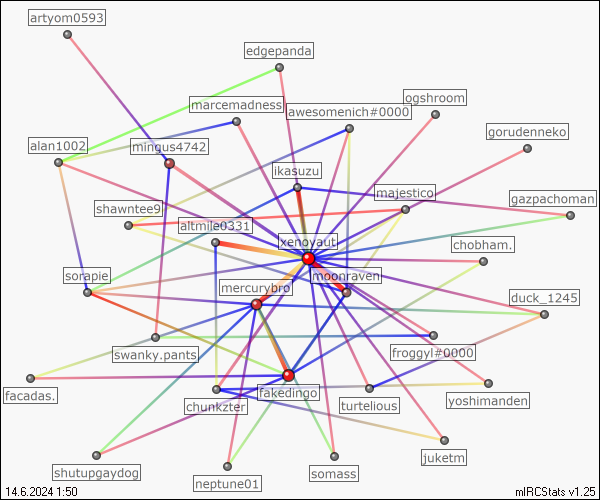 artyom0593
edgepanda
marcemadness
awesomenich#0000
ogshroom
alan1002
mingus4742
gorudenneko
ikasuzu
majestico
shawntee9
gazpachoman
altmile0331
xenoyaut
chobham.
sorapie
mercurybro
moonraven
duck_1245
swanky.pants
froggyl#0000
facadas.
fakedingo
chunkzter
turtelious
yoshimanden
juketm
shutupgaydog
somass
neptune01
14.6.2024 1:50
mIRCStats v1.25